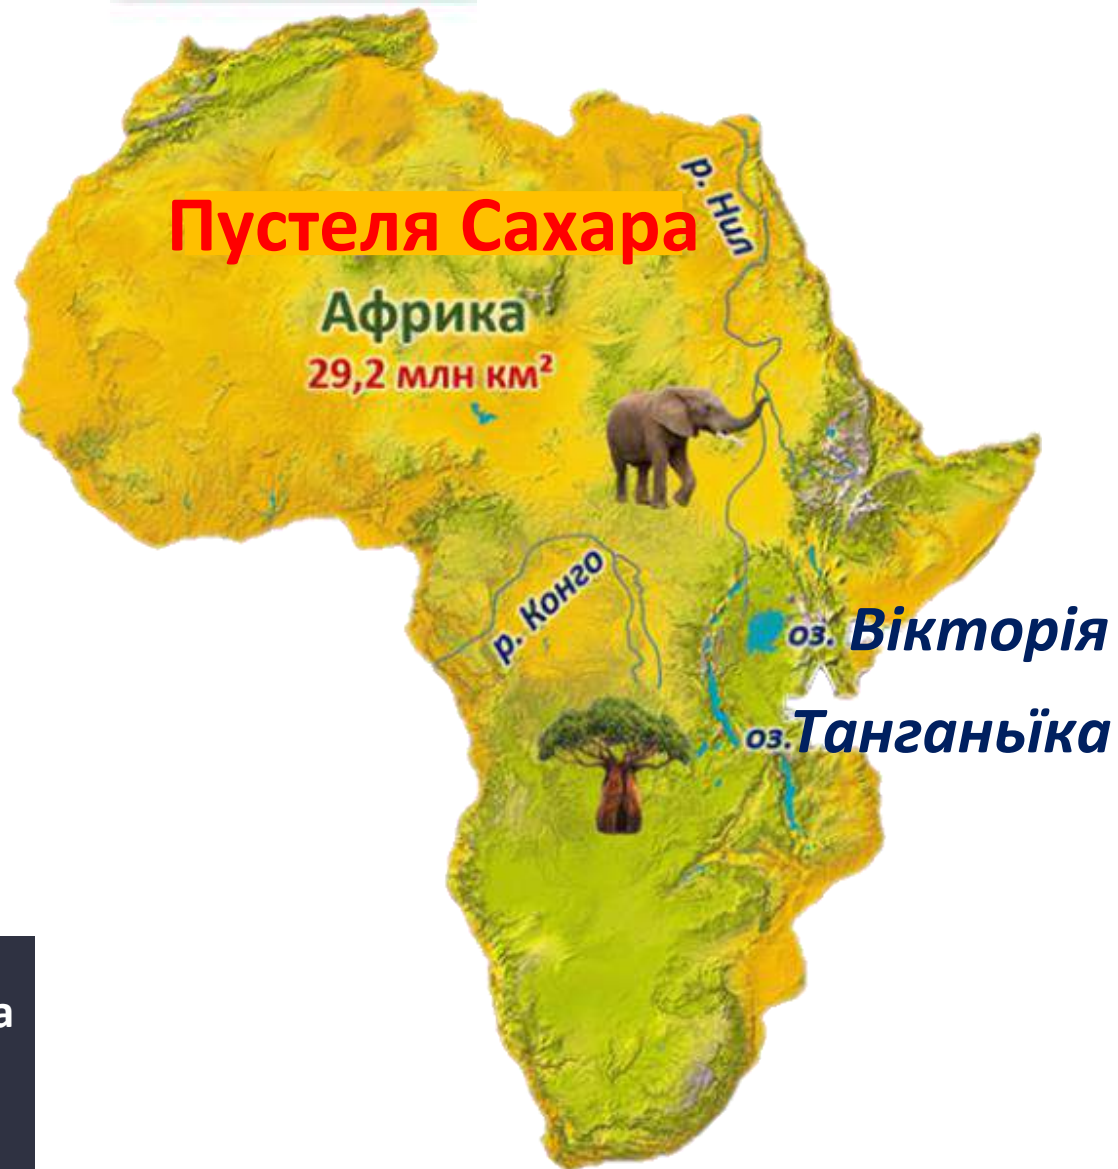 Пустеля Сахара
р. Нил
Африка
29,2 млн км²
р. Конго
оз. Вікторія
оз.Танганьїка
а